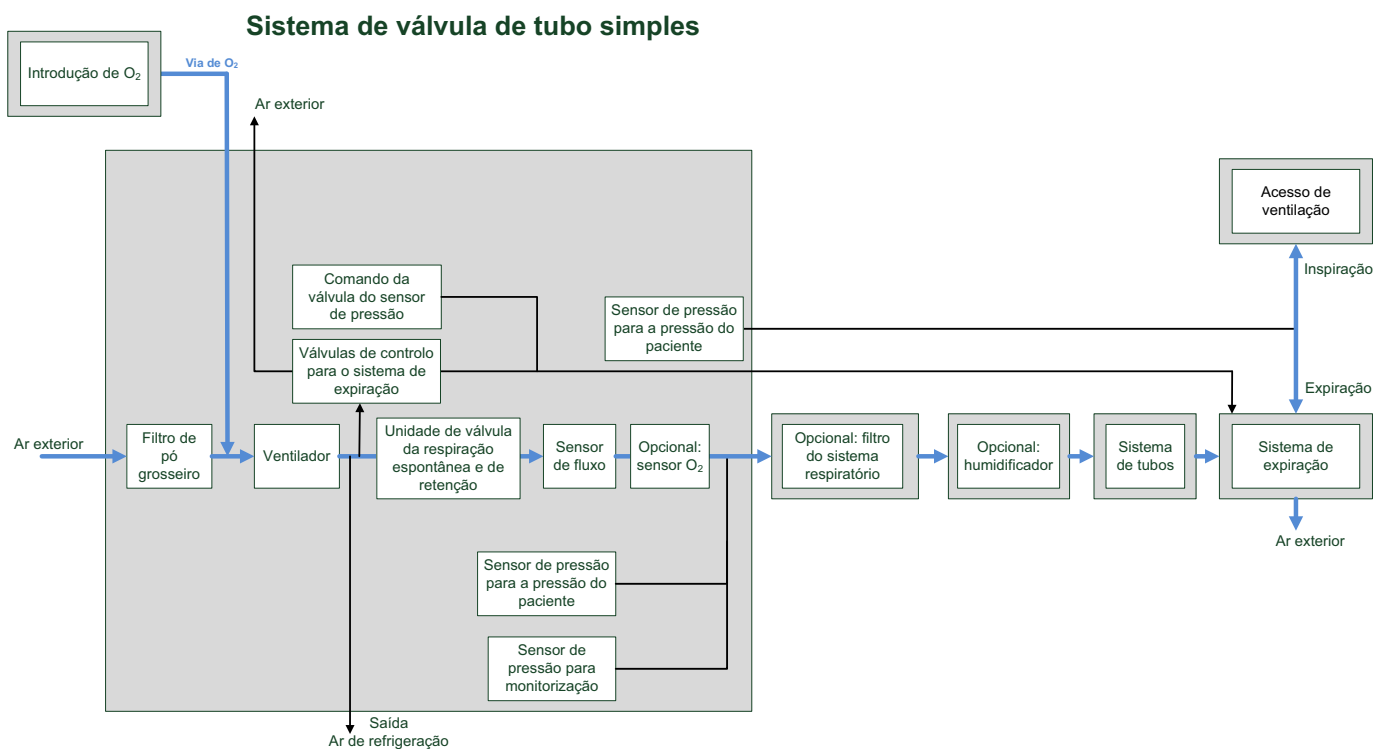 Sistema de válvula de tubo simples
Introdução de O₂
Via de O₂
Ar exterior
Acesso de
ventilação
Inspiração
Comando da
válvula do sensor
de pressão
Sensor de pressão
para a pressão do
paciente
Válvulas de controlo
para o sistema de
expiração
Expiração
Ar exterior
Filtro de
pó
grosseiro
Ventilador
Unidade de válvula
da respiração
espontânea e de
retenção
Sensor
de fluxo
Opcional:
sensor O₂
Opcional: filtro
do sistema
respiratório
Opcional:
humidificador
Sistema
de tubos
Sistema de
expiração
Ar exterior
Sensor de pressão
para a pressão do
paciente
Sensor de
pressão para
monitorização
Saída
Ar de refrigeração